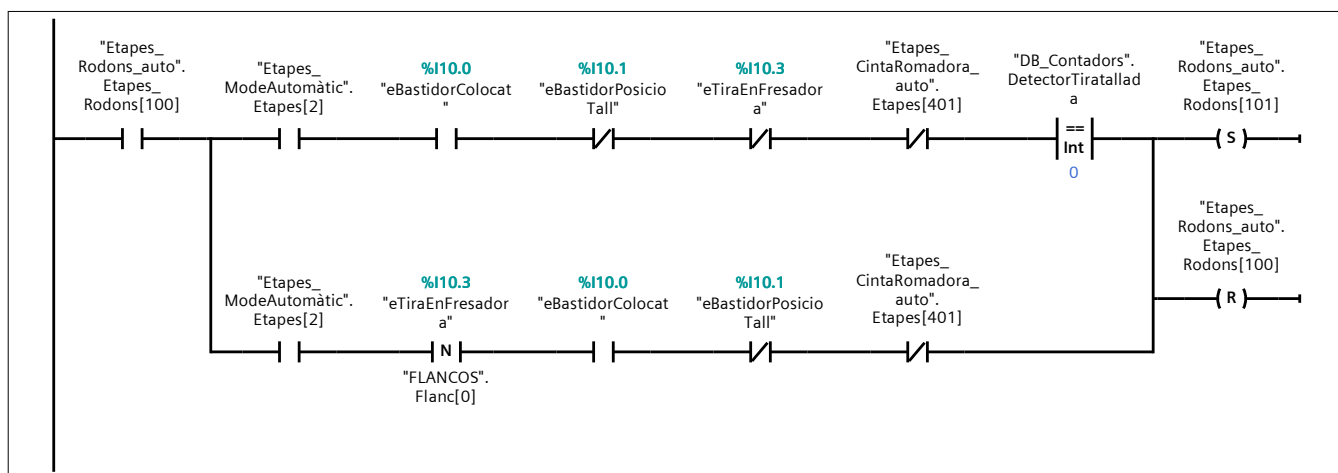 "Etapes_
Rodons_auto".
Etapes_
Rodons[100]
"Etapes_
ModeAutomàtic".
Etapes[2]
%I10.0
"eBastidorColocat
"
%I10.1
"eBastidorPosicio
Tall"
%I10.3
"eTiraEnFresador
a"
"Etapes_
CintaRomadora_
auto".
Etapes[401]
"DB_Contadors".
DetectorTiratallad
a
==
Int
0
"Etapes_
Rodons_auto".
Etapes_
Rodons[101]
S
"Etapes_
Rodons_auto".
Etapes_
Rodons[100]
R
"Etapes_
ModeAutomàtic".
Etapes[2]
%I10.3
"eTiraEnFresador
a"
N
"FLANCOS".
Flanc[0]
%I10.0
"eBastidorColocat
"
%I10.1
"eBastidorPosicio
Tall"
"Etapes_
CintaRomadora_
auto".
Etapes[401]